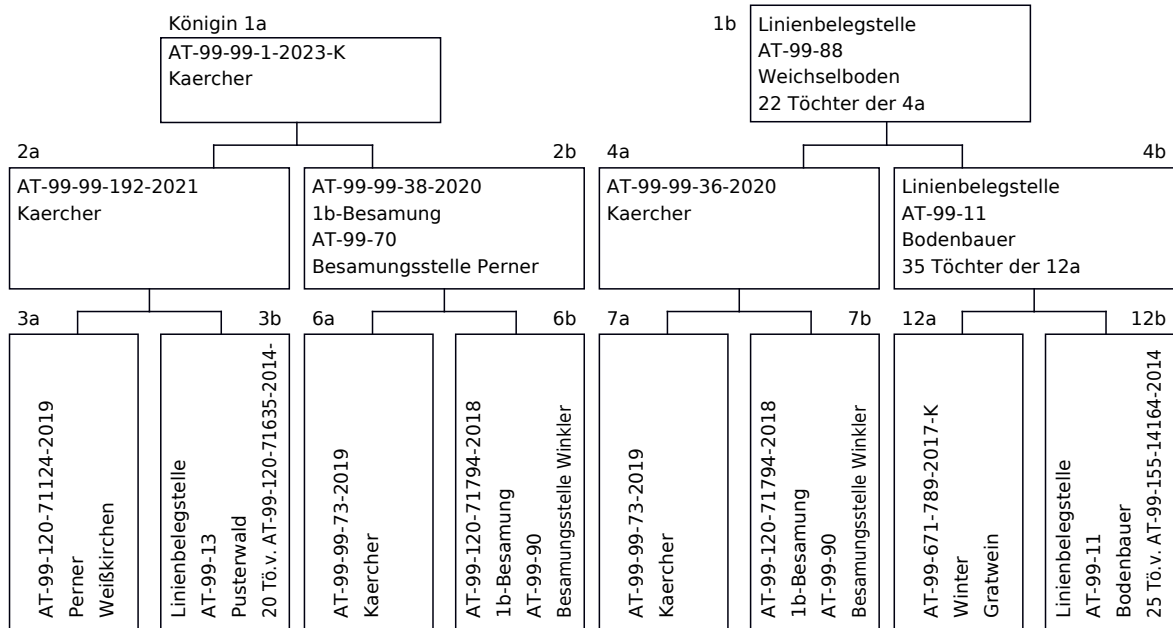 Königin 1a
AT-99-99-1-2023-K
Kaercher
1b
Linienbelegstelle
AT-99-88
Weichselboden
22 Töchter der 4a
2a
AT-99-99-192-2021
Kaercher
2b
AT-99-99-38-2020
1b-Besamung
AT-99-70
Besamungsstelle Perner
4a
AT-99-99-36-2020
Kaercher
4b
Linienbelegstelle
AT-99-11
Bodenbauer
35 Töchter der 12a
3a
AT-99-120-71124-2019
Perner
Weißkirchen
3b
Linienbelegstelle
AT-99-13
Pusterwald
20 Tö.v. AT-99-120-71635-2014-
6a
AT-99-99-73-2019
Kaercher
6b
AT-99-120-71794-2018
1b-Besamung
AT-99-90
Besamungsstelle Winkler
7a
AT-99-99-73-2019
Kaercher
7b
AT-99-120-71794-2018
1b-Besamung
AT-99-90
Besamungsstelle Winkler
12a
AT-99-671-789-2017-K
Winter
Gratwein
12b
Linienbelegstelle
AT-99-11
Bodenbauer
25 Tö.v. AT-99-155-14164-2014